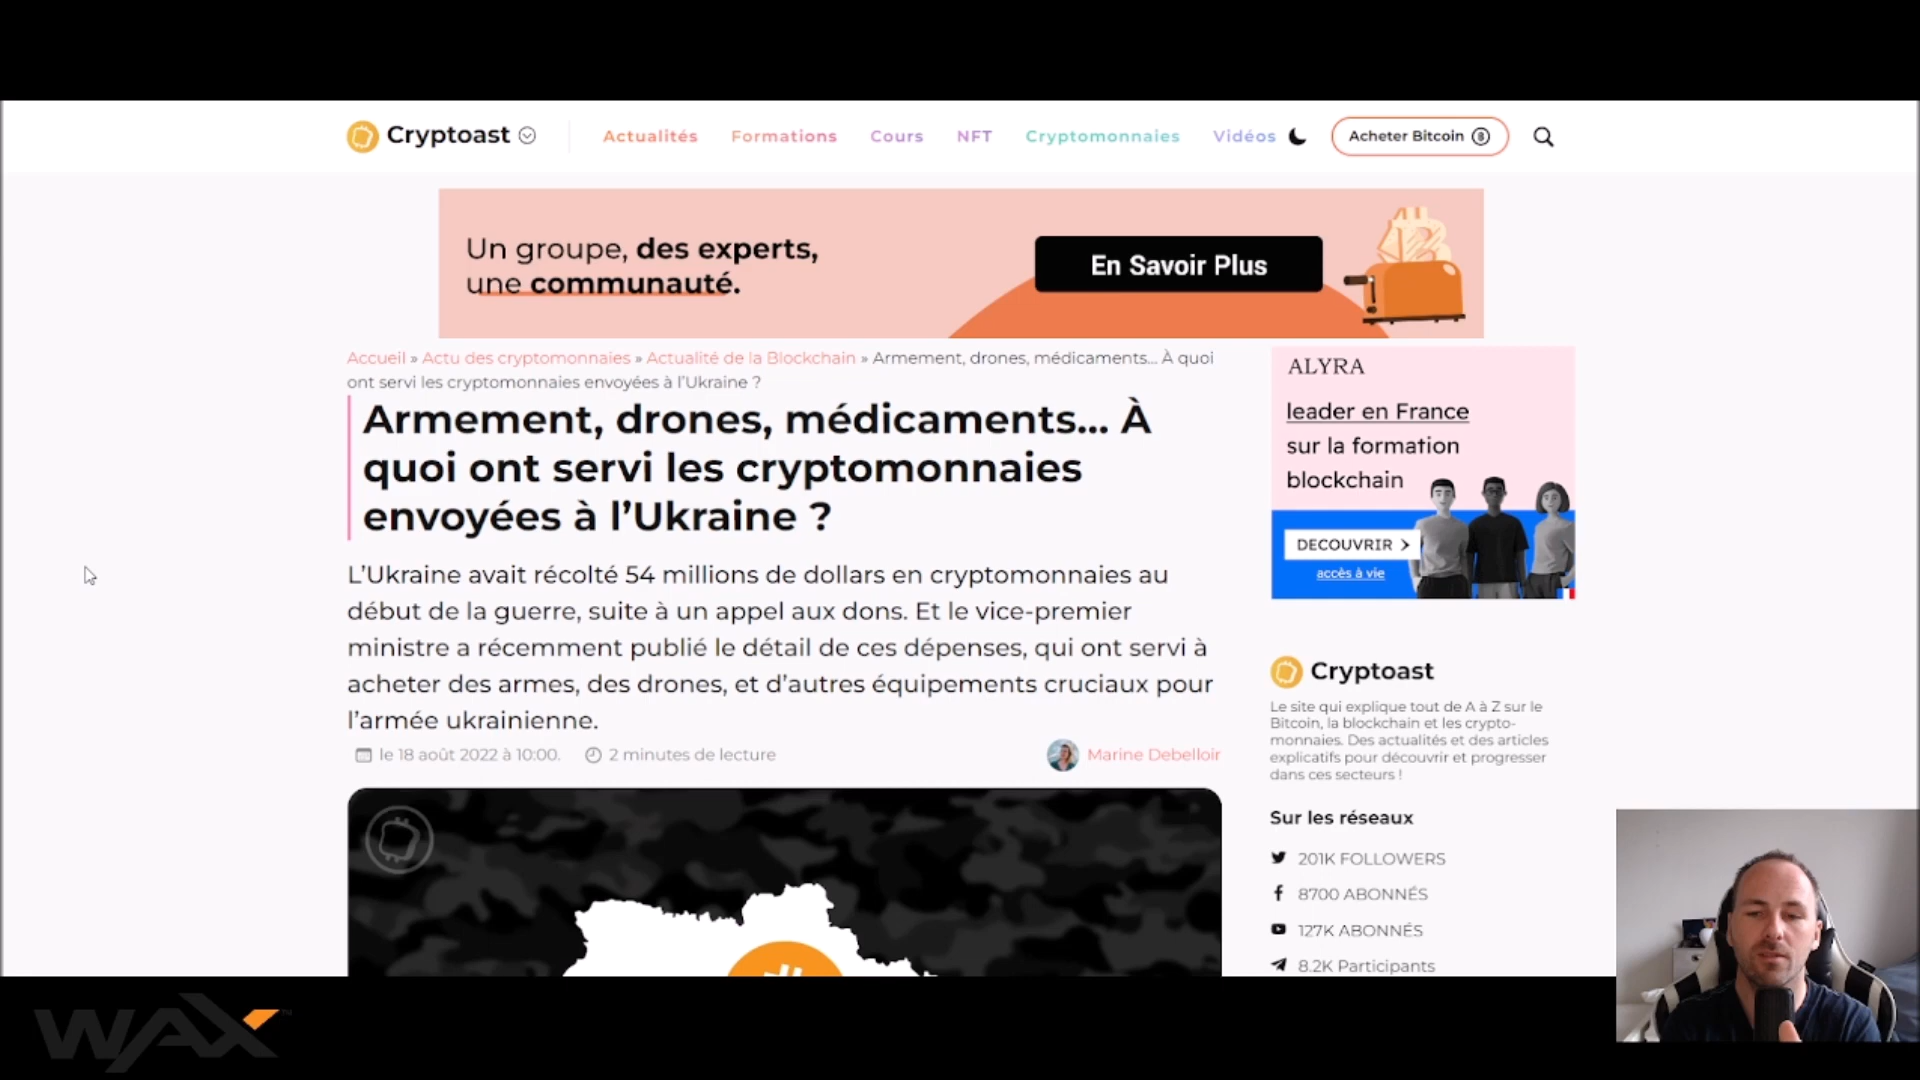 Cryptoast
Actualités Formations Cours NFT Cryptomonnaies Vidéos Acheter Bitcoin
Un groupe, des experts,
une communauté.
En Savoir Plus
Accueil » Actu des cryptomonnaies » Actualité de la Blockchain » Armement, drones, médicaments... À quoi
ont servi les cryptomonnaies envoyées à l'Ukraine ?
Armement, drones, médicaments... À
quoi ont servi les cryptomonnaies
envoyées à l'Ukraine ?
L'Ukraine avait récolté 54 millions de dollars en cryptomonnaies au
début de la guerre, suite à un appel aux dons. Et le vice-premier
ministre a récemment publié le détail de ces dépenses, qui ont servi à
acheter des armes, des drones, et d'autres équipements cruciaux pour
l'armée ukrainienne.
le 18 août 2022 à 10:00. 2 minutes de lecture Marine Debelloir
ALYRA
leader en France
sur la formation
blockchain
DECOUVRIR >
accès à vie
Cryptoast
Le site qui explique tout de A à Z sur le
Bitcoin, la blockchain et les crypto-
monnaies. Des actualités et des articles
explicatifs pour découvrir et progresser
dans ces secteurs !
Sur les réseaux
201K FOLLOWERS
8700 ABONNÉS
127K ABONNÉS
8.2K Participants
WAX